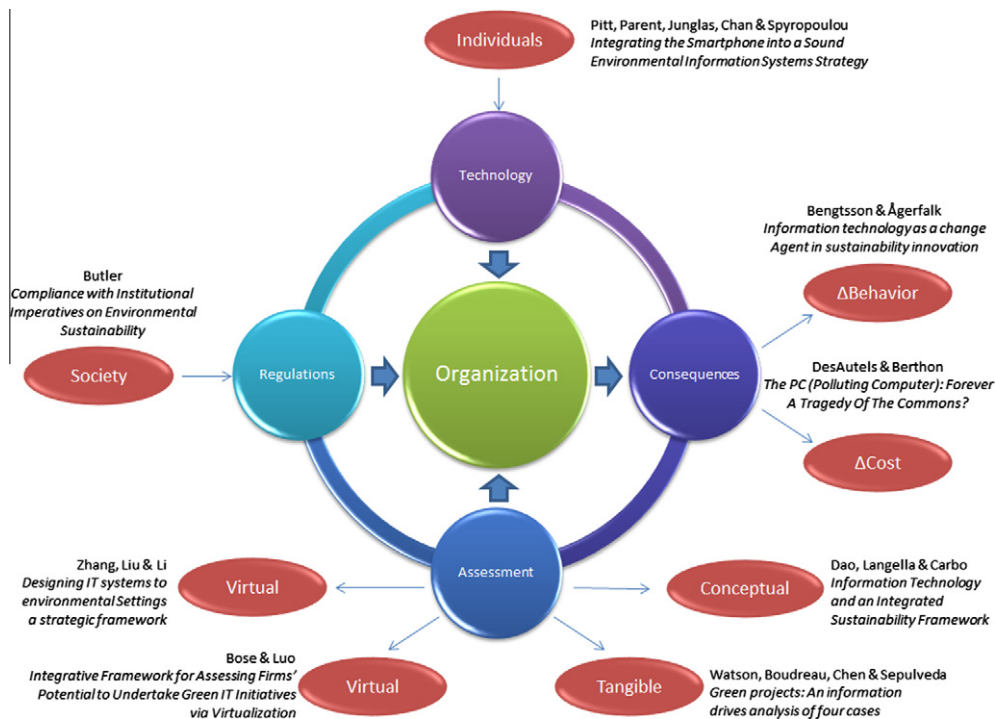 Individuals
Pitt, Parent, Junglas, Chan & Spyropoulou
Integrating the Smartphone into a Sound
Environmental Information Systems Strategy
Technology
Bengtsson & Ågerfalk
Information technology as a change
Agent in sustainability innovation
ΔBehavior
Butler
Compliance with Institutional
Imperatives on Environmental
Sustainability
Society
Regulations
Organization
Consequences
DesAutels & Berthon
The PC (Polluting Computer): Forever
A Tragedy Of The Commons?
ΔCost
Zhang, Liu & Li
Designing IT systems to
environmental Settings
a strategic framework
Virtual
Assessment
Conceptual
Dao, Langella & Carbo
Information Technology
and an Integrated
Sustainability Framework
Bose & Luo
Integrative Framework for Assessing Firms'
Potential to Undertake Green IT Initiatives
via Virtualization
Virtual
Tangible
Watson, Boudreau, Chen & Sepulveda
Green projects: An information
drives analysis of four cases